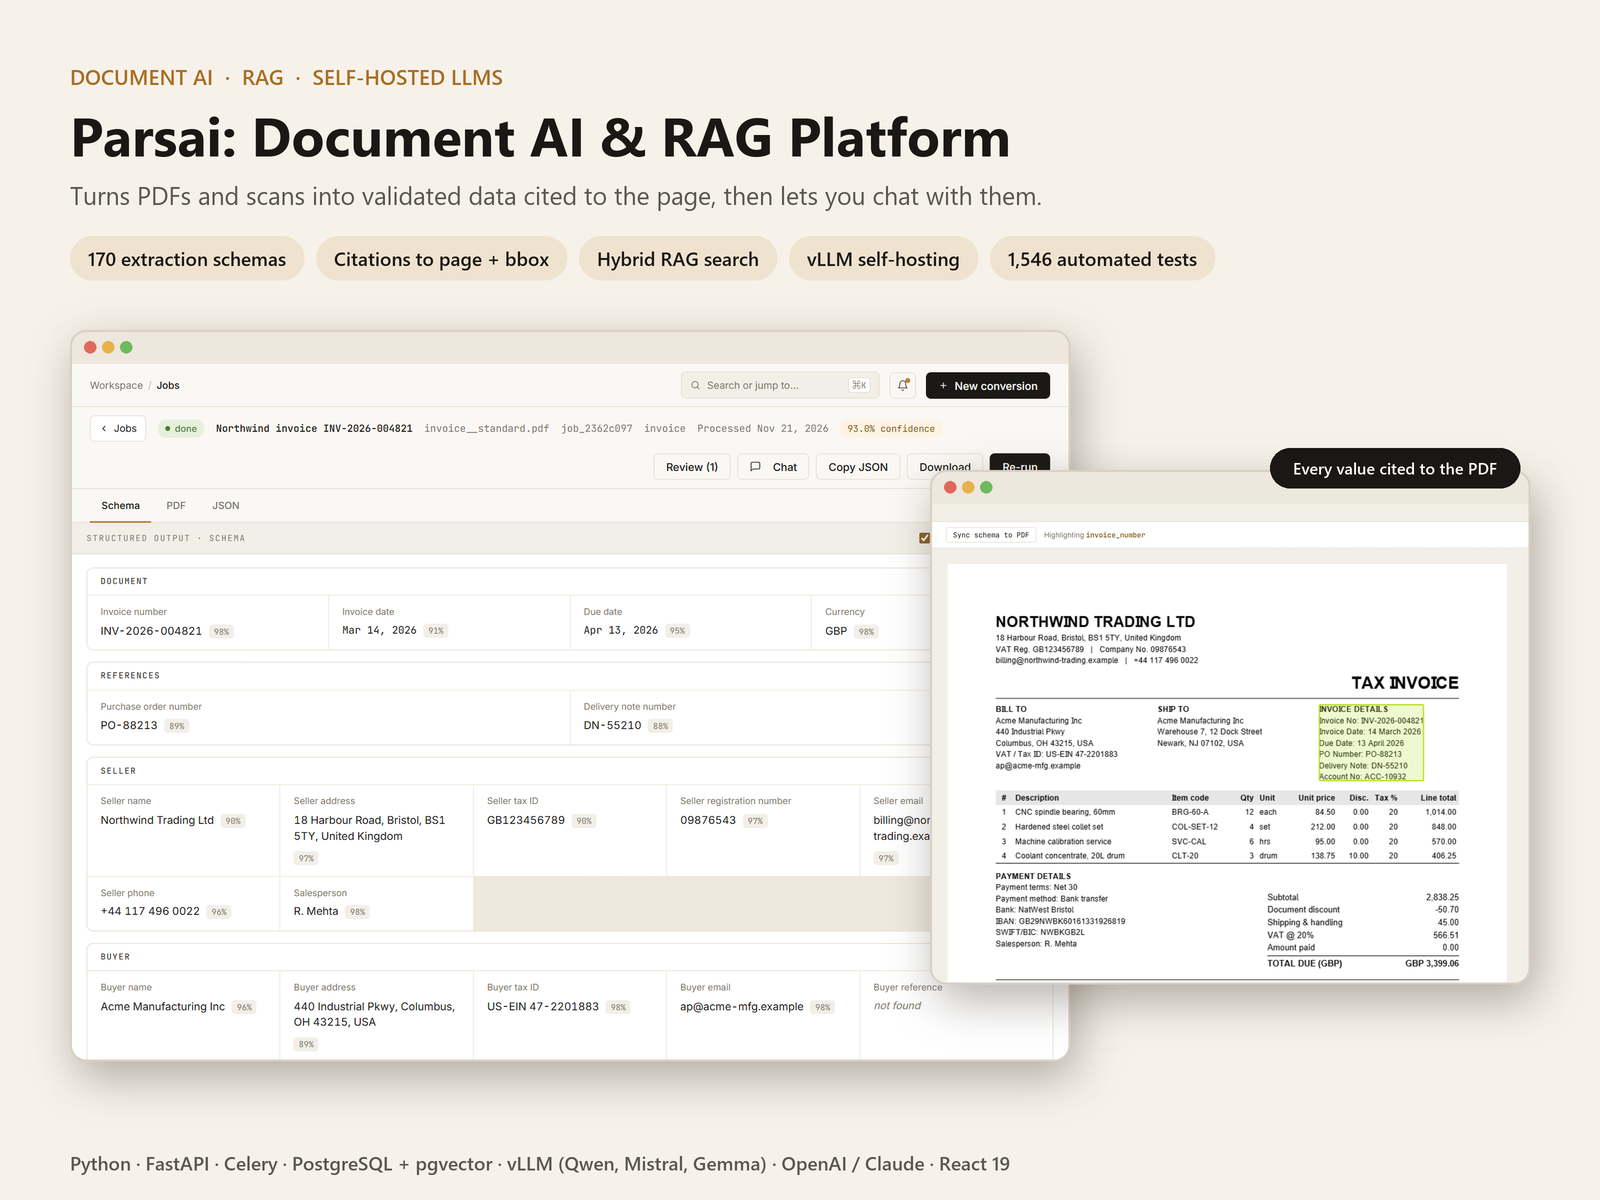 DOCUMENT AI · RAG · SELF-HOSTED LLMS
Parsai: Document AI & RAG Platform
Turns PDFs and scans into validated data cited to the page, then lets you chat with them.
170 extraction schemas
Citations to page + bbox
Hybrid RAG search
vLLM self-hosting
1,546 automated tests
Workspace / Jobs
Search or jump to...
⌘K
+ New conversion
‹ Jobs
done
Northwind invoice INV-2026-004821
invoice__standard.pdf
job_2362c097
invoice
Processed Nov 21, 2026
93.0% confidence
Review (1)
Chat
Copy JSON
Download
Re-run
Schema
PDF
JSON
STRUCTURED OUTPUT · SCHEMA
DOCUMENT
Invoice number
INV-2026-004821 98%
Invoice date
Mar 14, 2026 91%
Due date
Apr 13, 2026 95%
Currency
GBP 98%
REFERENCES
Purchase order number
PO-88213 89%
Delivery note number
DN-55210 88%
SELLER
Seller name
Northwind Trading Ltd 90%
Seller address
18 Harbour Road, Bristol, BS1
5TY, United Kingdom
97%
Seller tax ID
GB123456789 90%
Seller registration number
09876543 97%
Seller email
billing@nor
trading.exa
97%
Seller phone
+44 117 496 0022 96%
Salesperson
R. Mehta 98%
BUYER
Buyer name
Acme Manufacturing Inc 96%
Buyer address
440 Industrial Pkwy, Columbus,
OH 43215, USA
89%
Buyer tax ID
US-EIN 47-2201883 98%
Buyer email
ap@acme-mfg.example 98%
Buyer reference
not found
Every value cited to the PDF
Sync schema to PDF
Highlighting invoice_number
NORTHWIND TRADING LTD
18 Harbour Road, Bristol, BS1 5TY, United Kingdom
VAT Reg. GB123456789 | Company No. 09876543
billing@northwind-trading.example | +44 117 496 0022
TAX INVOICE
BILL TO
Acme Manufacturing Inc
440 Industrial Pkwy
Columbus, OH 43215, USA
VAT / Tax ID: US-EIN 47-2201883
ap@acme-mfg.example
SHIP TO
Acme Manufacturing Inc
Warehouse 7, 12 Dock Street
Newark, NJ 07102, USA
INVOICE DETAILS
Invoice No: INV-2026-004821
Invoice Date: 14 March 2026
Due Date: 13 April 2026
PO Number: PO-88213
Delivery Note: DN-55210
Account No: ACC-10932
# Description Item code Qty Unit Unit price Disc. Tax % Line total
1 CNC spindle bearing, 60mm BRG-60-A 12 each 84.50 0.00 20 1,014.00
2 Hardened steel collet set COL-SET-12 4 set 212.00 0.00 20 848.00
3 Machine calibration service SVC-CAL 6 hrs 95.00 0.00 20 570.00
4 Coolant concentrate, 20L drum CLT-20 3 drum 138.75 10.00 20 406.25
PAYMENT DETAILS
Payment terms: Net 30
Payment method: Bank transfer
Bank: NatWest Bristol
IBAN: GB29NWBK60161331926819
SWIFT/BIC: NWBKGB2L
Salesperson: R. Mehta
Subtotal 2,838.25
Document discount -50.70
Shipping & handling 45.00
VAT @ 20% 566.51
Amount paid 0.00
TOTAL DUE (GBP) GBP 3,399.06
Python · FastAPI · Celery · PostgreSQL + pgvector · vLLM (Qwen, Mistral, Gemma) · OpenAI / Claude · React 19